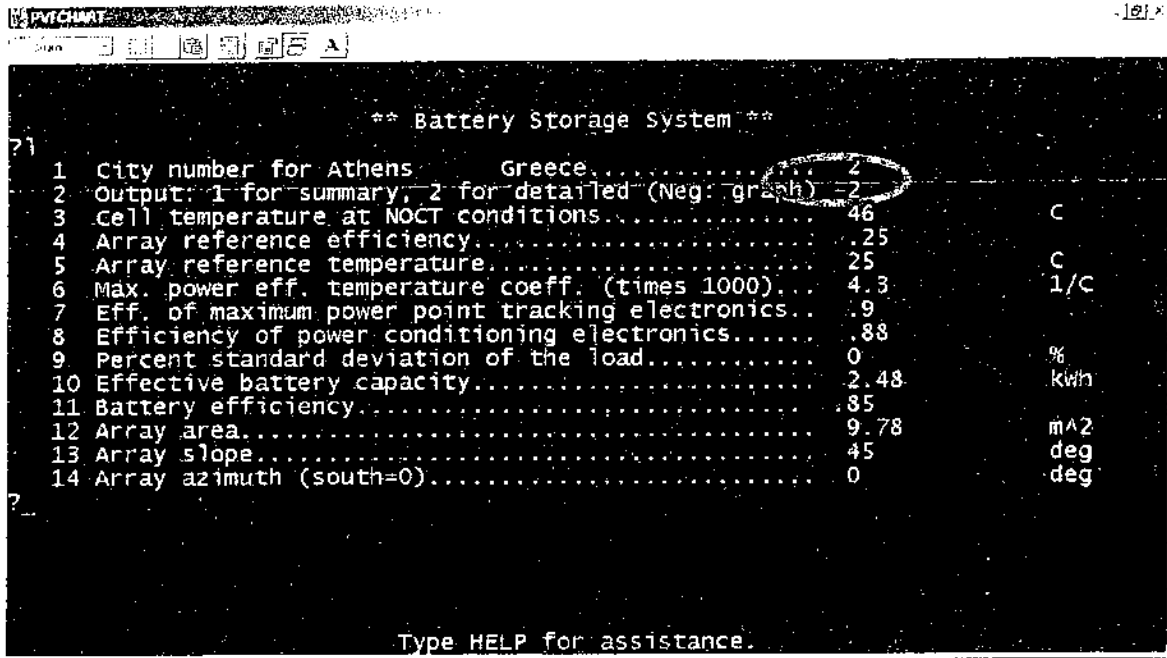 PVFCHART
A
** Battery Storage System **
?l
1 City number for Athens Greece................ 2
2 Output: 1 for summary, 2 for detailed (Neg: graph) -2
3 Cell temperature at NOCT conditions............... 46 C
4 Array reference efficiency........................ .25
5 Array reference temperature....................... 25 C
6 Max. power eff. temperature coeff. (times 1000)... 4.3 1/C
7 Eff. of maximum power point tracking electronics.. .9
8 Efficiency of power conditioning electronics...... .88
9 Percent standard deviation of the load............ 0 %
10 Effective battery capacity........................ 2.48 kwh
11 Battery efficiency................................ .85
12 Array area........................................ 9.78 m^2
13 Array slope....................................... 45 deg
14 Array azimuth (south=0)........................... 0 deg
?_
Type HELP for assistance.